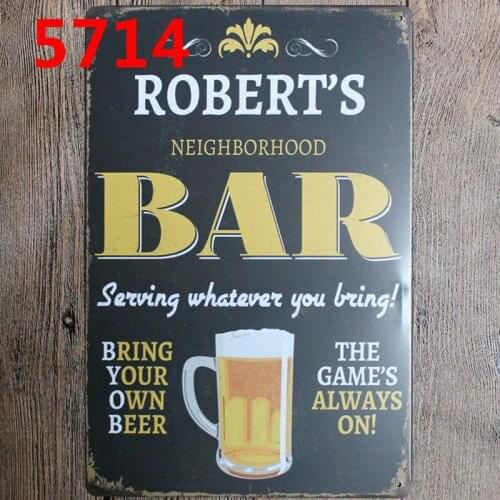 5714
ROBERT'S
NEIGHBORHOOD
BAR
Serving whatever you bring!
BRING
YOUR
OWN
BEER
THE
GAME'S
ALWAYS
ON!